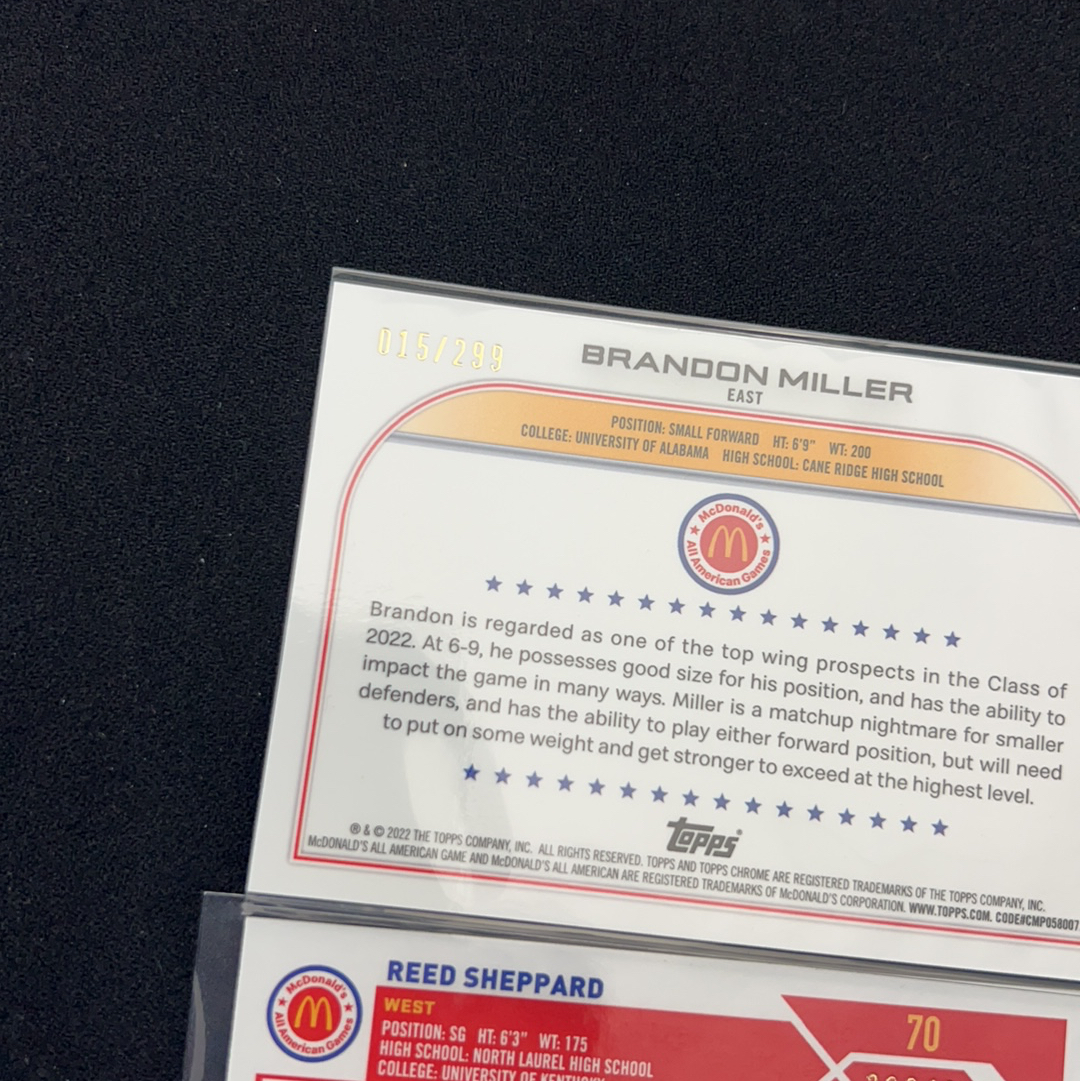 015/299
BRANDON MILLER
EAST
POSITION: SMALL FORWARD HT: 6'9" WT: 200
COLLEGE: UNIVERSITY OF ALABAMA HIGH SCHOOL: CANE RIDGE HIGH SCHOOL
McDonald's
All American Games
Brandon is regarded as one of the top wing prospects in the Class of
2022. At 6-9, he possesses good size for his position, and has the ability to
impact the game in many ways. Miller is a matchup nightmare for smaller
defenders, and has the ability to play either forward position, but will need
to put on some weight and get stronger to exceed at the highest level.
topps
® & © 2022 THE TOPPS COMPANY, INC. ALL RIGHTS RESERVED. TOPPS AND TOPPS CHROME ARE REGISTERED TRADEMARKS OF THE TOPPS COMPANY, INC.
McDONALD'S ALL AMERICAN GAME AND McDONALD'S ALL AMERICAN ARE REGISTERED TRADEMARKS OF McDONALD'S CORPORATION. WWW.TOPPS.COM. CODE#CMP058007
McDonald's
All American Games
REED SHEPPARD
WEST
POSITION: SG HT: 6'3" WT: 175
HIGH SCHOOL: NORTH LAUREL HIGH SCHOOL
COLLEGE: UNIVERSITY OF KENTUCKY
70